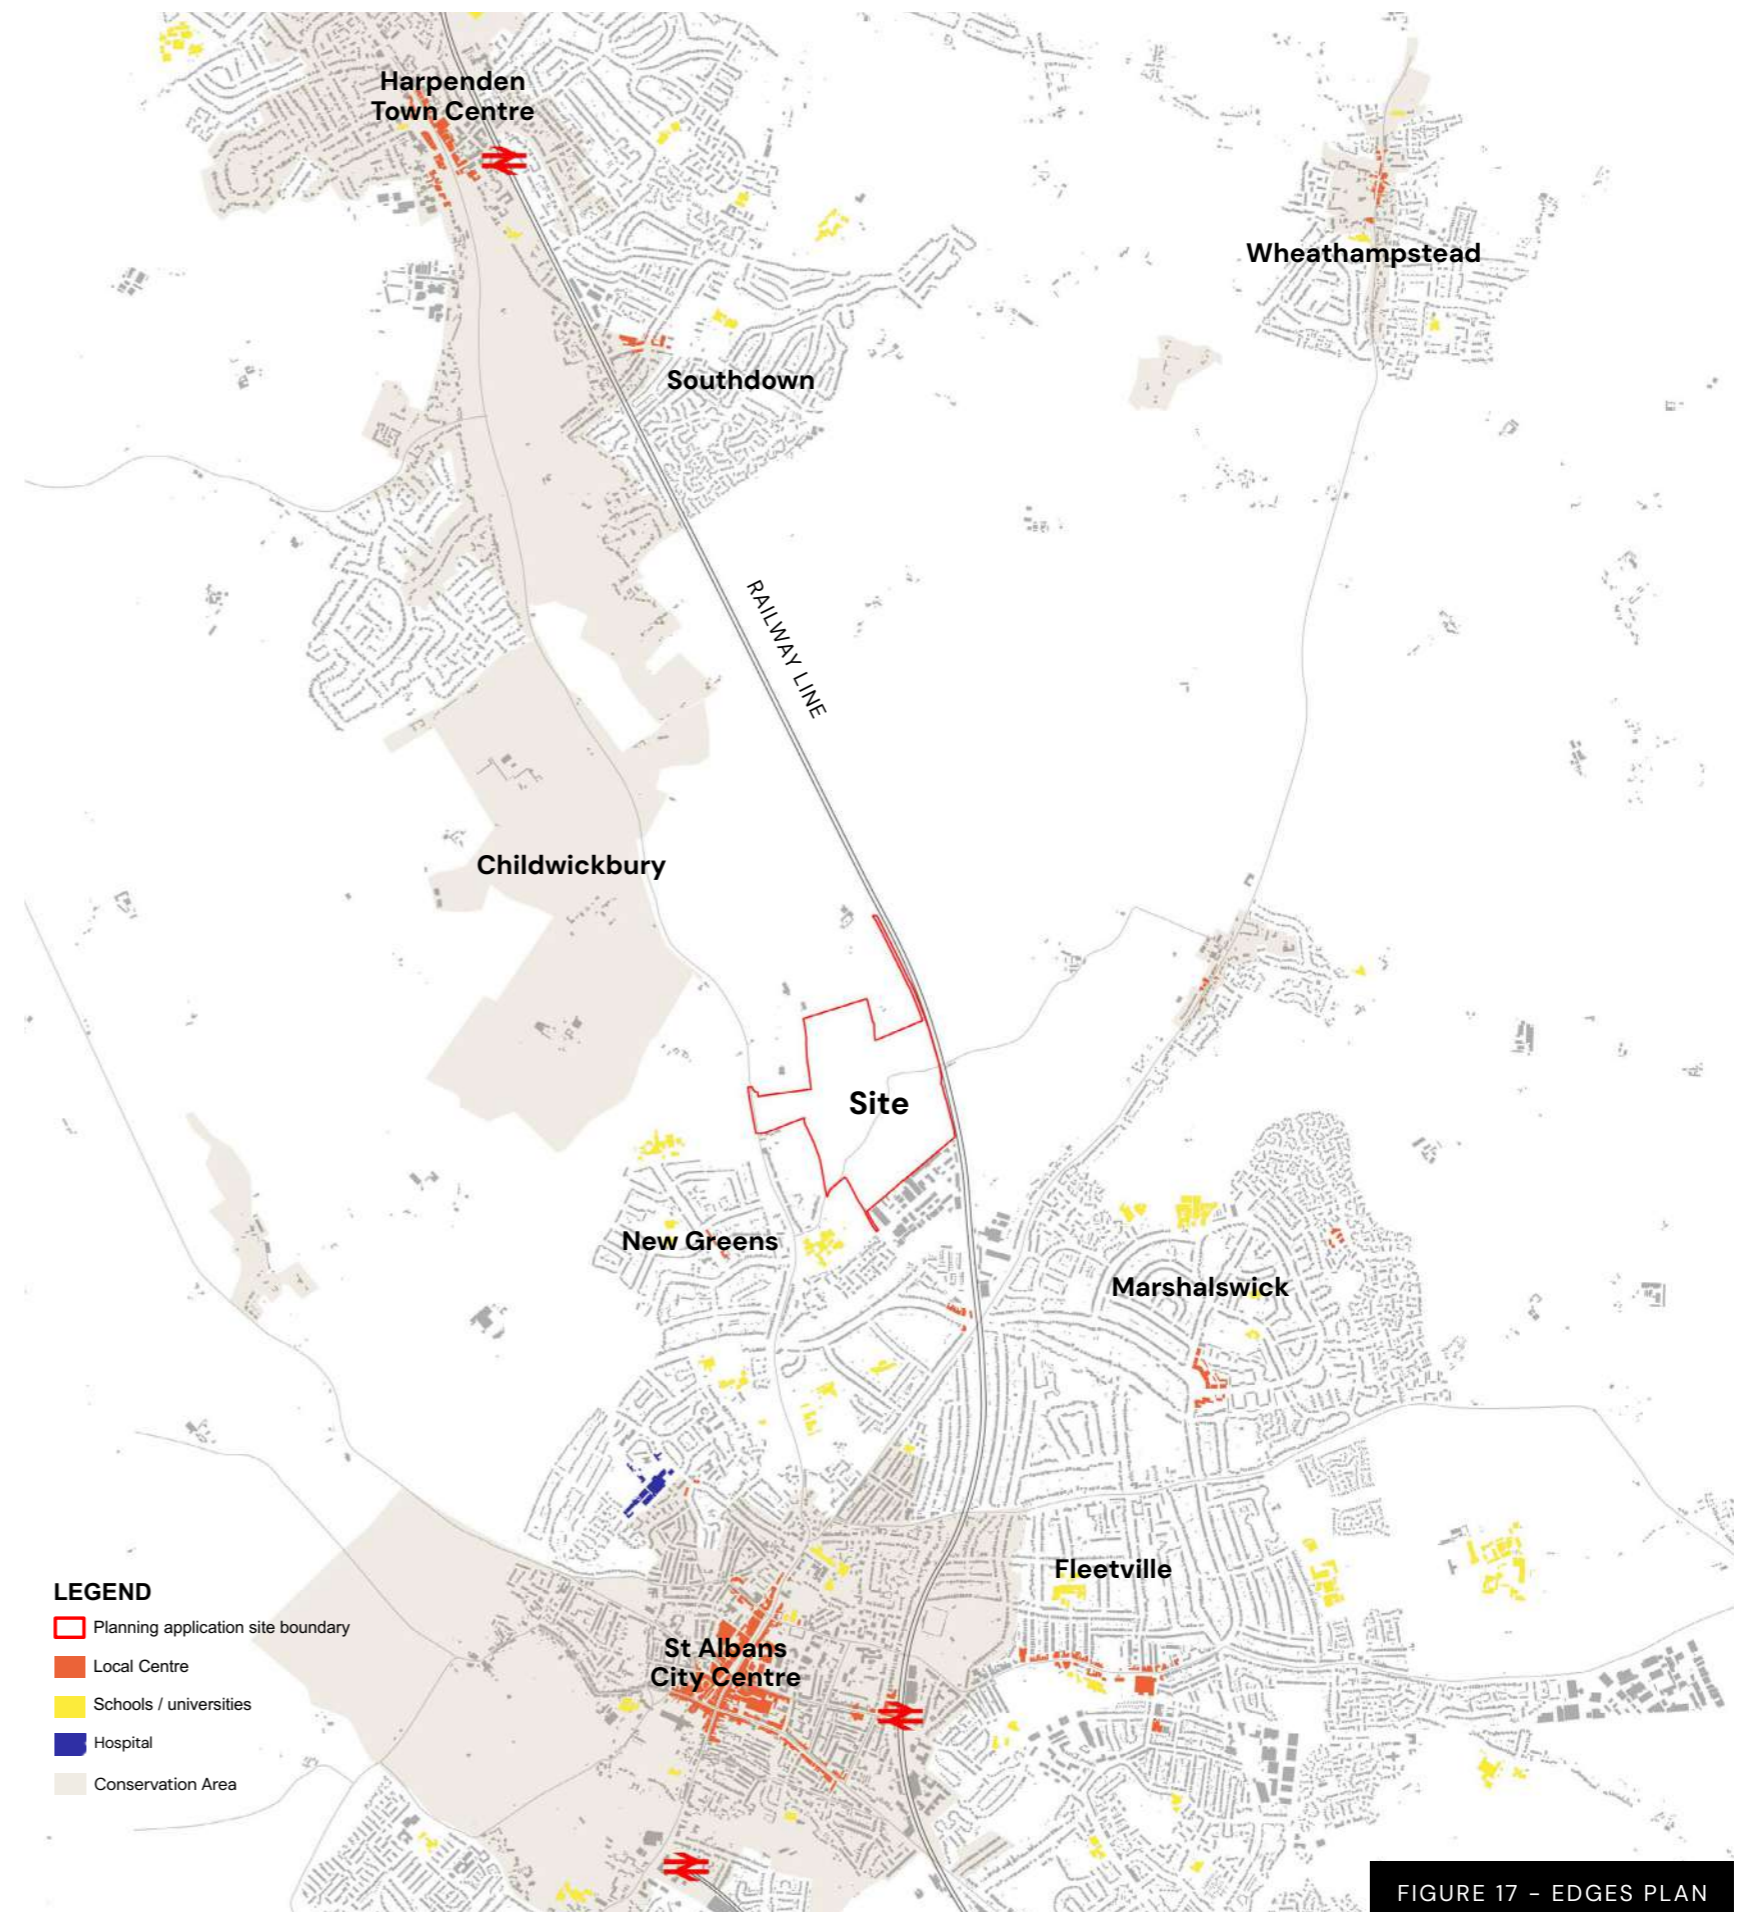 Harpenden
Town Centre
Wheathampstead
Southdown
RAILWAY LINE
Childwickbury
Site
New Greens
Marshalswick
Fleetville
St Albans
City Centre
LEGEND
Planning application site boundary
Local Centre
Schools / universities
Hospital
Conservation Area
FIGURE 17 - EDGES PLAN